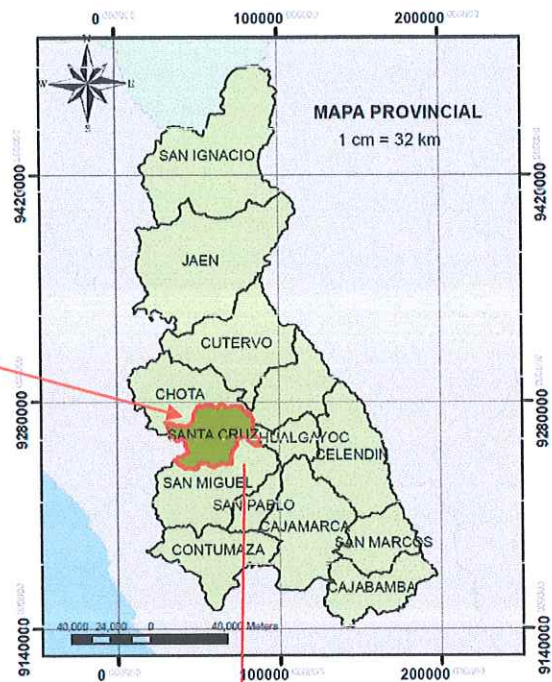 0 100000 200000
N
W E
S
MAPA PROVINCIAL
1 cm = 32 km
9420000 9420000
SAN IGNACIO
JAEN
CUTERVO
CHOTA
9280000 9280000
SANTA CRUZ HUALGAYOC
CELENDIN
SAN MIGUEL
SAN PABLO
CAJAMARCA
CONTUMAZA
SAN MARCOS
CAJABAMBA
40,000 24,000 0 40,000 Meters
9140000 9140000
0 100000 200000